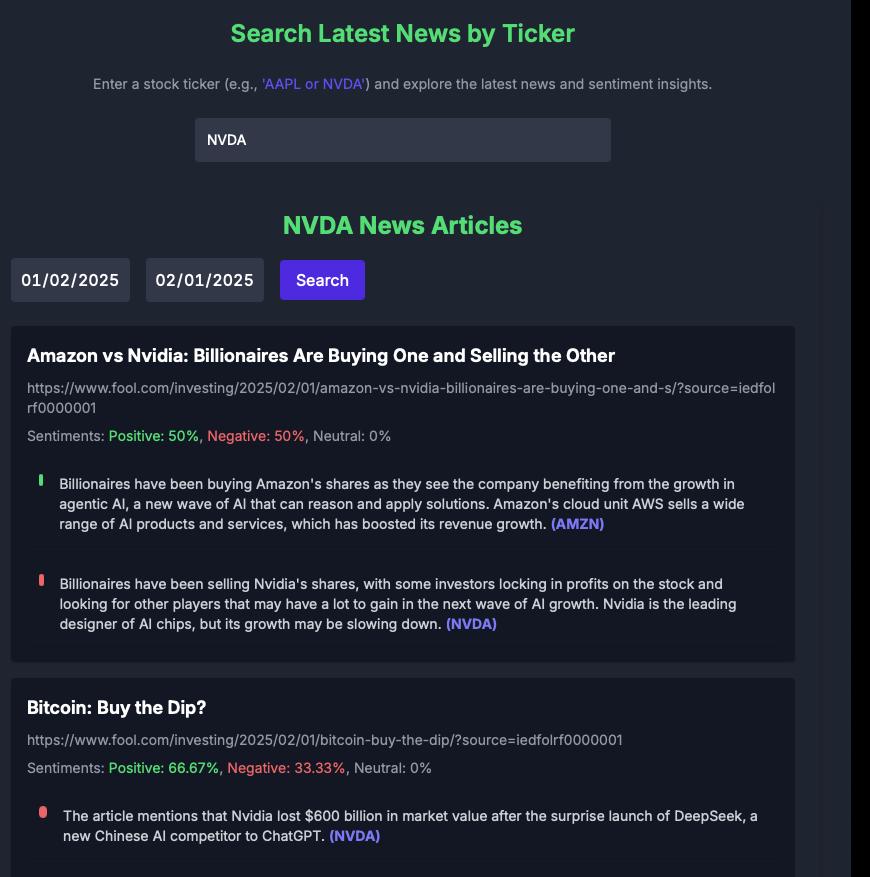 Search Latest News by Ticker
Enter a stock ticker (e.g., 'AAPL or NVDA') and explore the latest news and sentiment insights.
NVDA
NVDA News Articles
01/02/2025 02/01/2025 Search
Amazon vs Nvidia: Billionaires Are Buying One and Selling the Other
https://www.fool.com/investing/2025/02/01/amazon-vs-nvidia-billionaires-are-buying-one-and-s/?source=iedfol
rf0000001
Sentiments: Positive: 50%, Negative: 50%, Neutral: 0%
Billionaires have been buying Amazon's shares as they see the company benefiting from the growth in
agentic AI, a new wave of AI that can reason and apply solutions. Amazon's cloud unit AWS sells a wide
range of AI products and services, which has boosted its revenue growth. (AMZN)
Billionaires have been selling Nvidia's shares, with some investors locking in profits on the stock and
looking for other players that may have a lot to gain in the next wave of AI growth. Nvidia is the leading
designer of AI chips, but its growth may be slowing down. (NVDA)
Bitcoin: Buy the Dip?
https://www.fool.com/investing/2025/02/01/bitcoin-buy-the-dip/?source=iedfolrf0000001
Sentiments: Positive: 66.67%, Negative: 33.33%, Neutral: 0%
The article mentions that Nvidia lost $600 billion in market value after the surprise launch of DeepSeek, a
new Chinese AI competitor to ChatGPT. (NVDA)